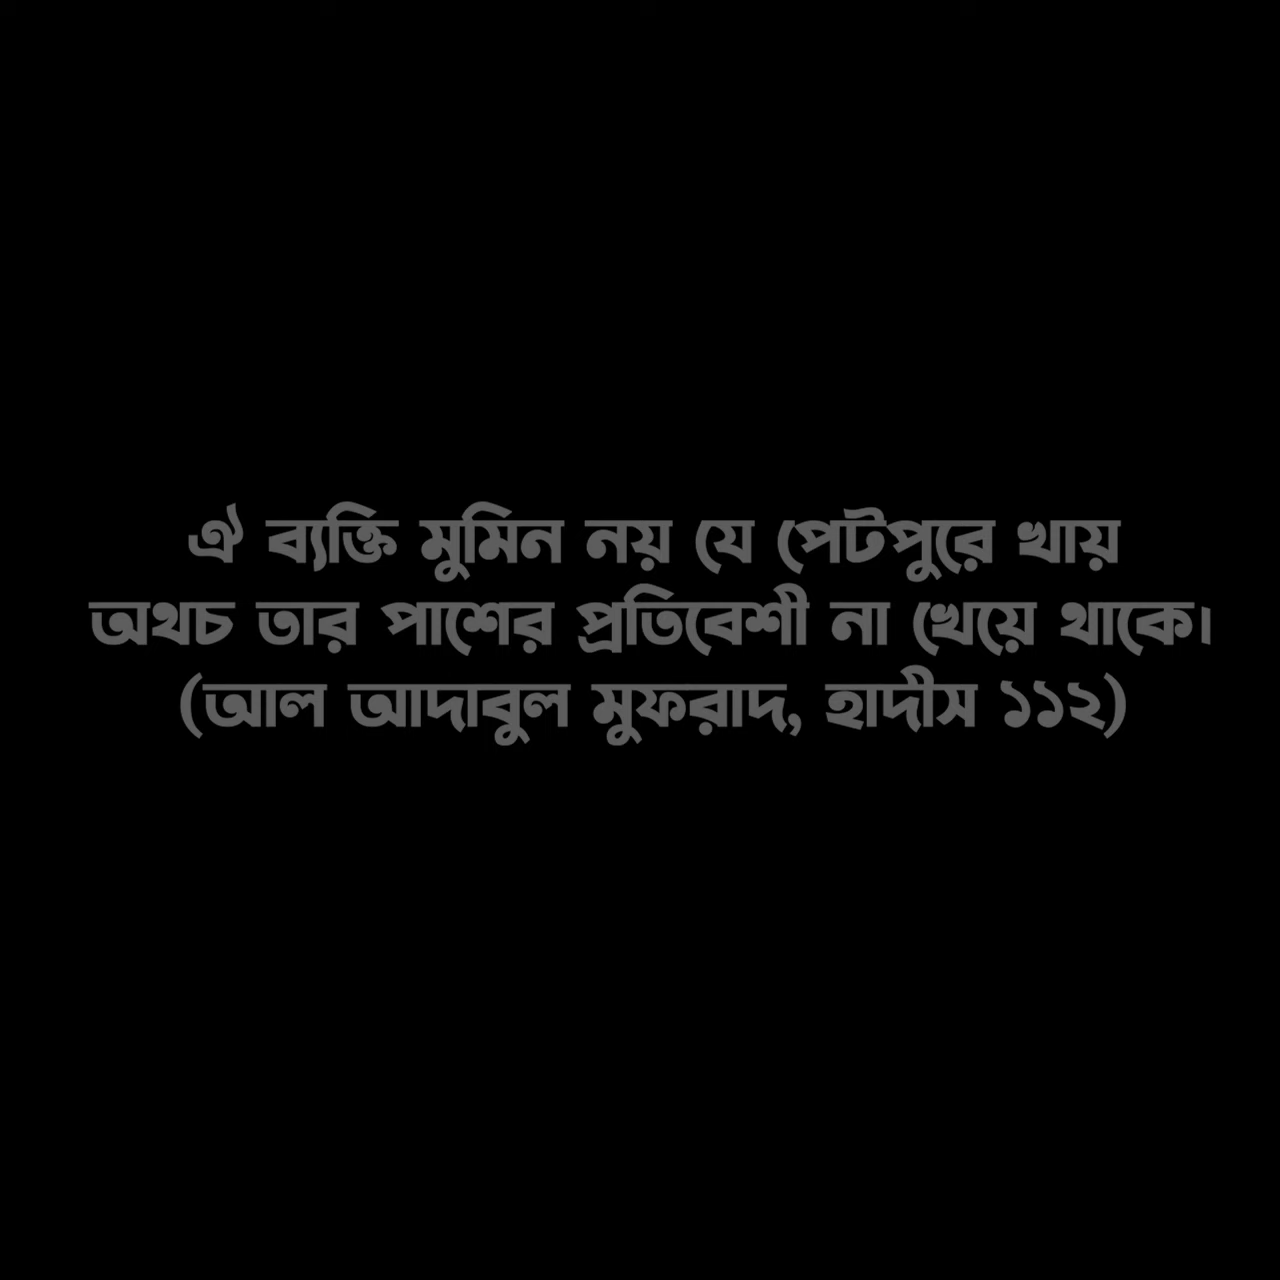 ঐ ব্যক্তি মুমিন নয় যে পেটপুরে খায়
অথচ তার পাশের প্রতিবেশী না খেয়ে থাকে।
(আল আদাবুল মুফরাদ, হাদীস ১১২)